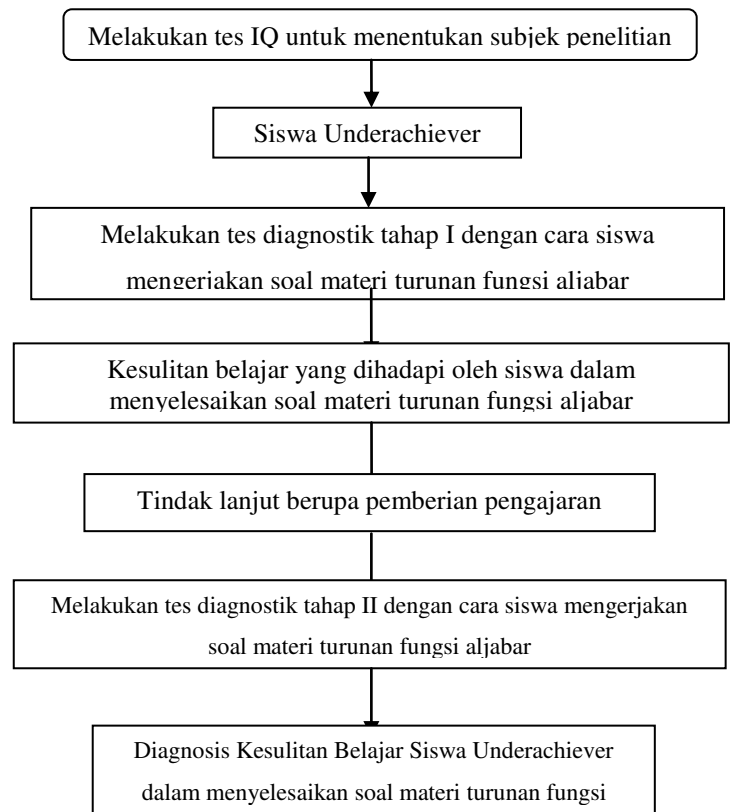 Melakukan tes IQ untuk menentukan subjek penelitian
Siswa Underachiever
Melakukan tes diagnostik tahap I dengan cara siswa
mengerjakan soal materi turunan fungsi aljabar
Kesulitan belajar yang dihadapi oleh siswa dalam
menyelesaikan soal materi turunan fungsi aljabar
Tindak lanjut berupa pemberian pengajaran
Melakukan tes diagnostik tahap II dengan cara siswa mengerjakan
soal materi turunan fungsi aljabar
Diagnosis Kesulitan Belajar Siswa Underachiever
dalam menyelesaikan soal materi turunan fungsi